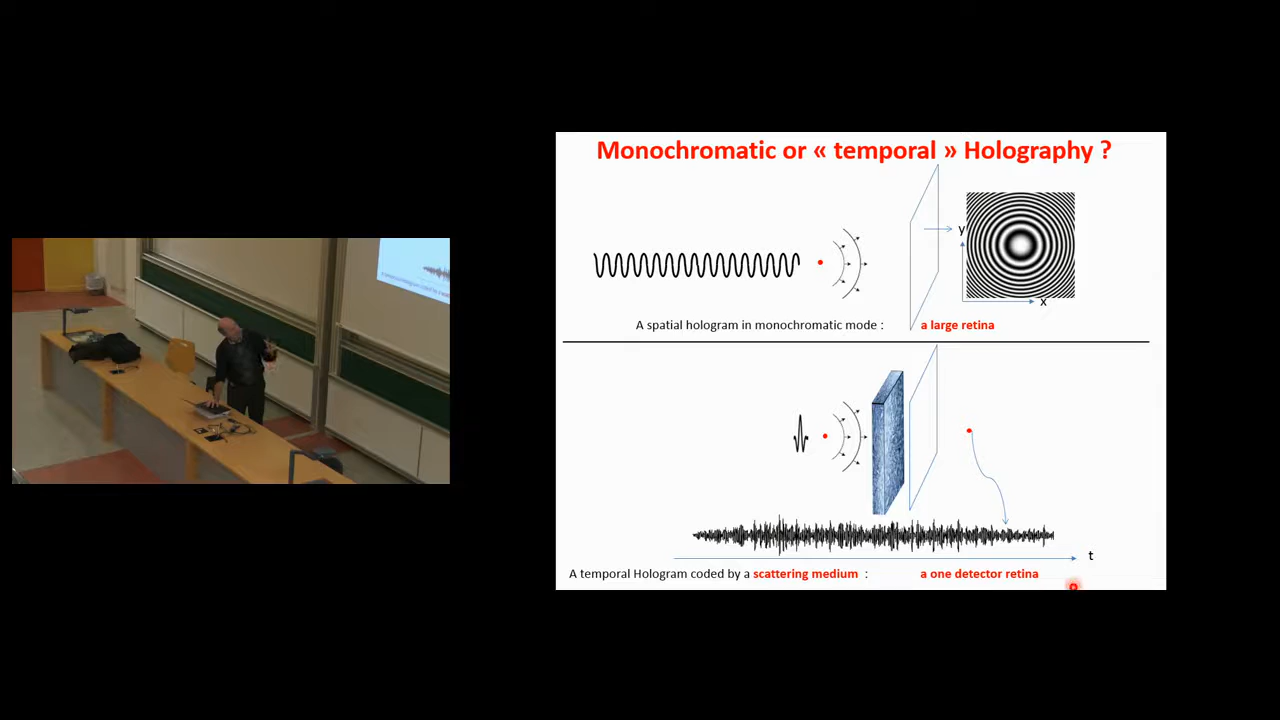 Monochromatic or « temporal » Holography ?
y
x
A spatial hologram in monochromatic mode : a large retina
t
A temporal Hologram coded by a scattering medium : a one detector retina